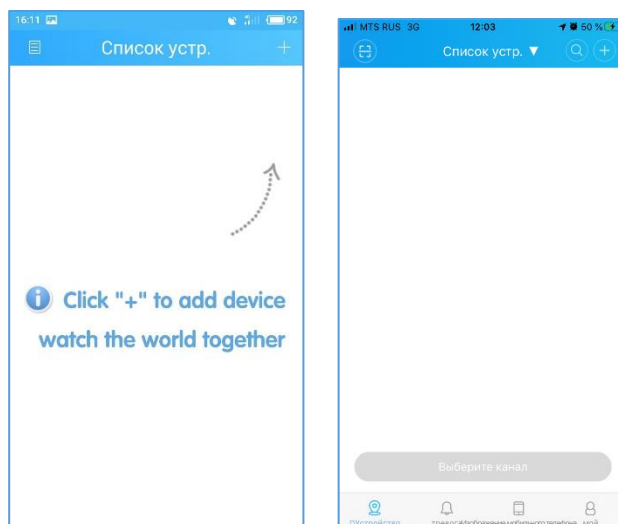 16:11
92
Список устр.
Click "+" to add device
watch the world together
MTS RUS 3G 12:03 50 %
Список устр. ▼
Выберите канал
мой